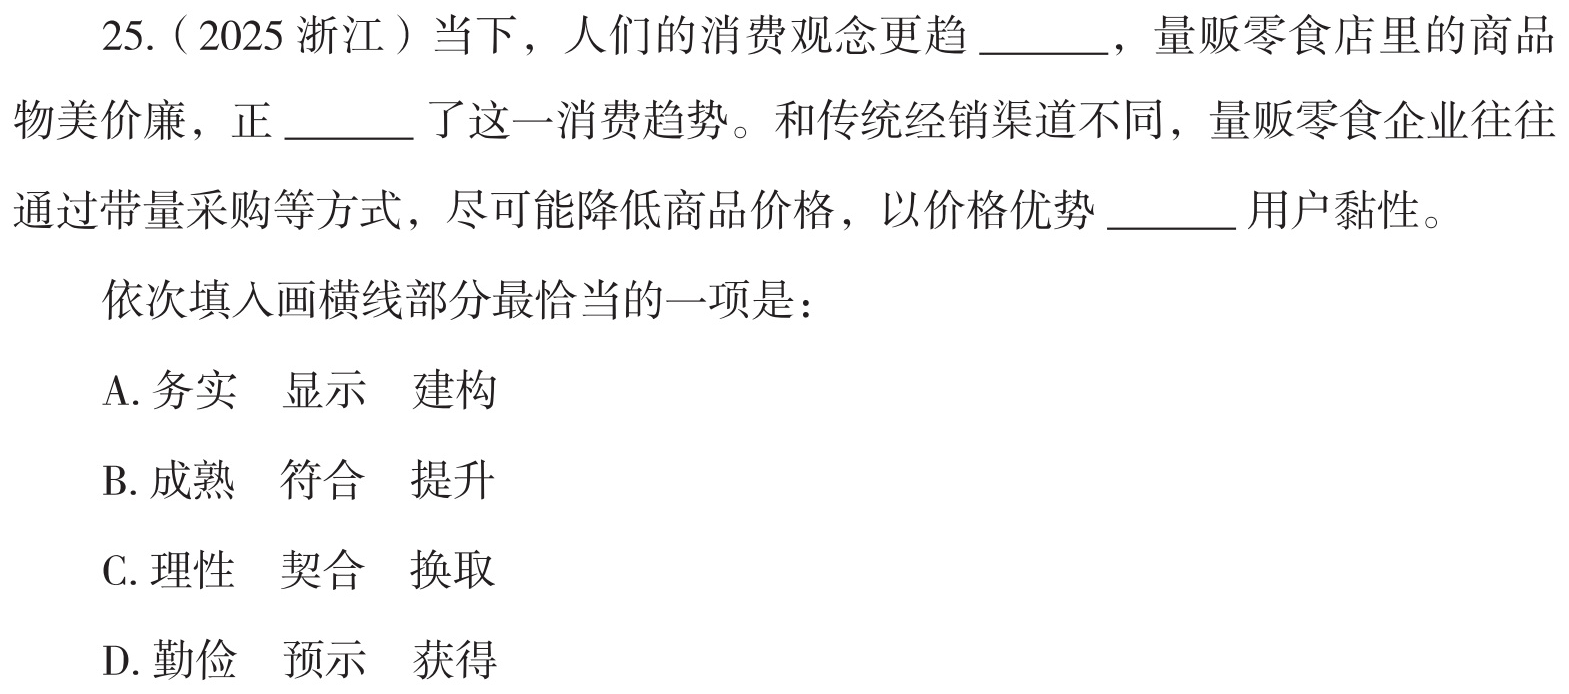 25.（2025 浙江）当下，人们的消费观念更趋 ______，量贩零食店里的商品
物美价廉，正 ______ 了这一消费趋势。和传统经销渠道不同，量贩零食企业往往
通过带量采购等方式，尽可能降低商品价格，以价格优势 ______ 用户黏性。
依次填入画横线部分最恰当的一项是：
A. 务实 显示 建构
B. 成熟 符合 提升
C. 理性 契合 换取
D. 勤俭 预示 获得